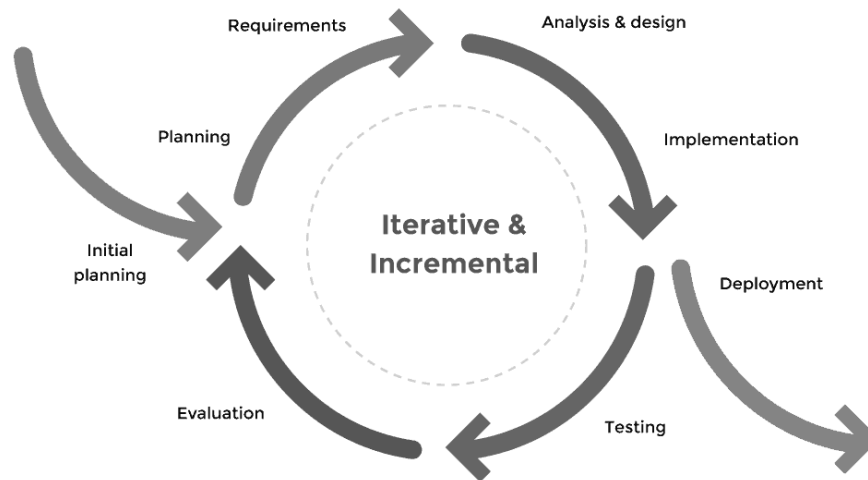 Requirements
Analysis & design
Planning
Implementation
Iterative &
Incremental
Initial
planning
Deployment
Evaluation
Testing